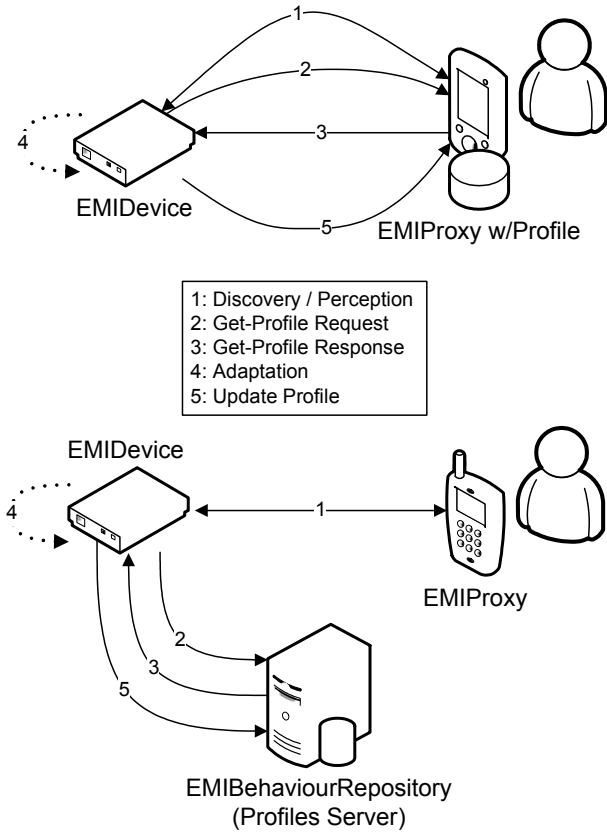 1
2
3
4
5
EMIDevice
EMIProxy w/Profile
1: Discovery / Perception
2: Get-Profile Request
3: Get-Profile Response
4: Adaptation
5: Update Profile
EMIDevice
4
1
EMIProxy
2
3
5
EMIBehaviourRepository
(Profiles Server)